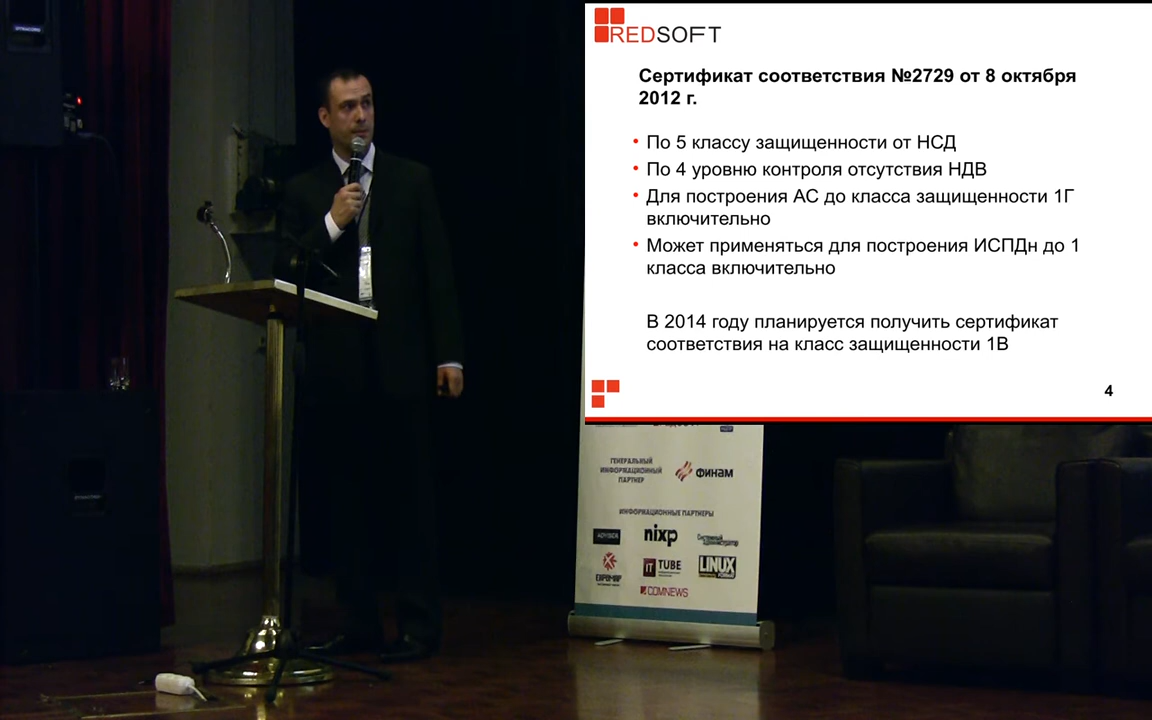 REDSOFT
Сертификат соответствия №2729 от 8 октября
2012 г.
• По 5 классу защищенности от НСД
• По 4 уровню контроля отсутствия НДВ
• Для построения АС до класса защищенности 1Г
включительно
• Может применяться для построения ИСПДн до 1
класса включительно
В 2014 году планируется получить сертификат
соответствия на класс защищенности 1В
4
ГЕНЕРАЛЬНЫЙ
ИНФОРМАЦИОННЫЙ
ПАРТНЕР
ФИНАМ
ИНФОРМАЦИОННЫЕ ПАРТНЕРЫ
nixp
Системный
администратор
IT TUBE
LINUX
FORMAT
COMNEWS